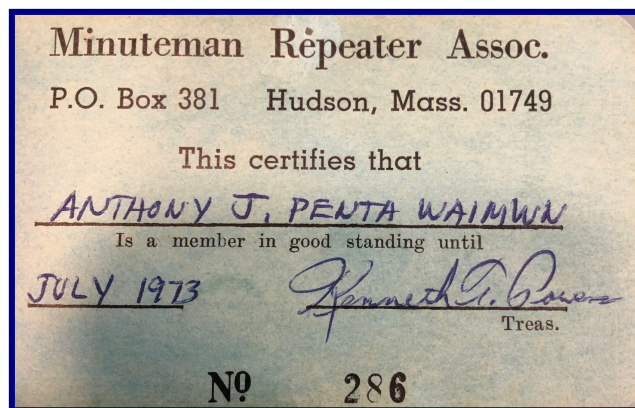 Minuteman Repeater Assoc.
P.O. Box 381 Hudson, Mass. 01749
This certifies that
ANTHONY J. PENTA WA1MWN
Is a member in good standing until
JULY 1973 Kenneth T.
Treas.
Nº 286